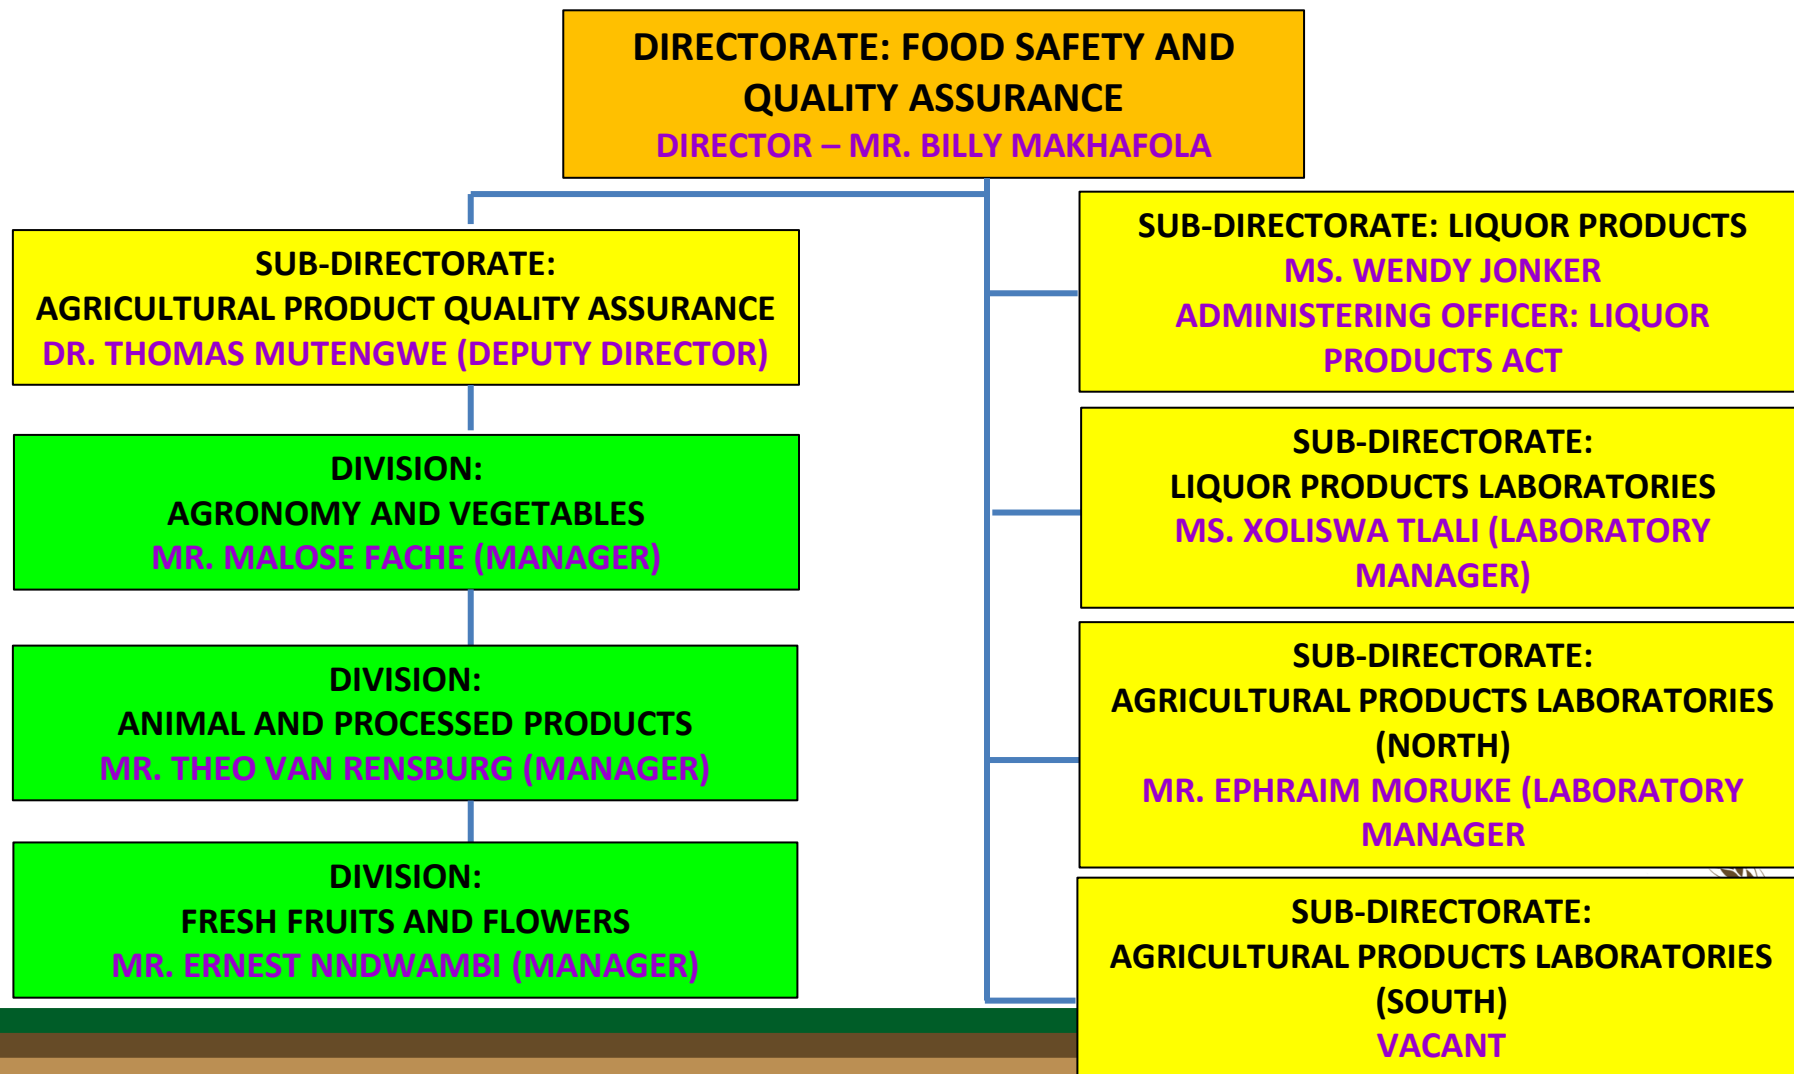 DIRECTORATE: FOOD SAFETY AND
QUALITY ASSURANCE
DIRECTOR – MR. BILLY MAKHAFOLA
SUB-DIRECTORATE:
AGRICULTURAL PRODUCT QUALITY ASSURANCE
DR. THOMAS MUTENGWE (DEPUTY DIRECTOR)
DIVISION:
AGRONOMY AND VEGETABLES
MR. MALOSE FACHE (MANAGER)
DIVISION:
ANIMAL AND PROCESSED PRODUCTS
MR. THEO VAN RENSBURG (MANAGER)
DIVISION:
FRESH FRUITS AND FLOWERS
MR. ERNEST NNDWAMBI (MANAGER)
SUB-DIRECTORATE: LIQUOR PRODUCTS
MS. WENDY JONKER
ADMINISTERING OFFICER: LIQUOR
PRODUCTS ACT
SUB-DIRECTORATE:
LIQUOR PRODUCTS LABORATORIES
MS. XOLISWA TLALI (LABORATORY
MANAGER)
SUB-DIRECTORATE:
AGRICULTURAL PRODUCTS LABORATORIES
(NORTH)
MR. EPHRAIM MORUKE (LABORATORY
MANAGER
SUB-DIRECTORATE:
AGRICULTURAL PRODUCTS LABORATORIES
(SOUTH)
VACANT